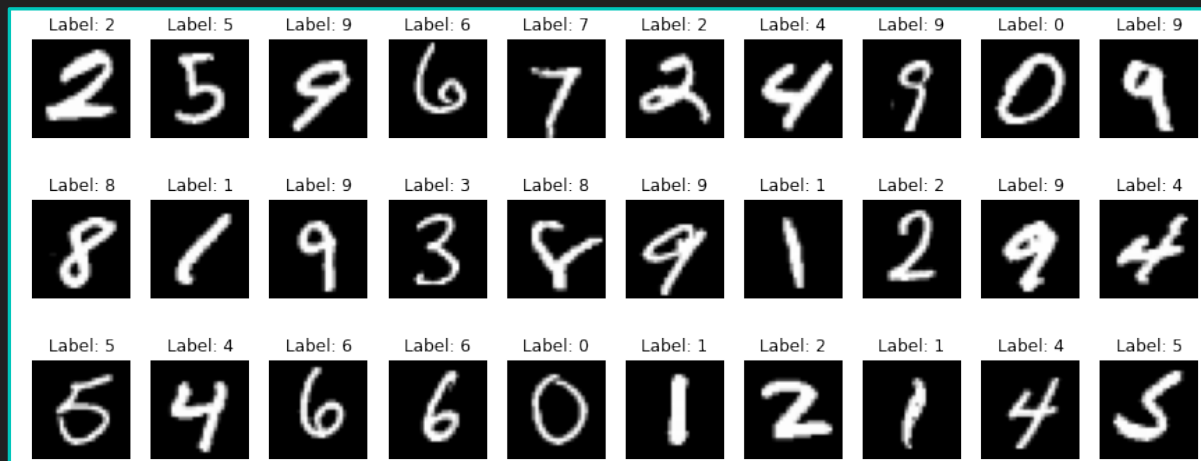 Label: 2 Label: 5 Label: 9 Label: 6 Label: 7 Label: 2 Label: 4 Label: 9 Label: 0 Label: 9
2 5 9 6 7 2 4 9 0 9
Label: 8 Label: 1 Label: 9 Label: 3 Label: 8 Label: 9 Label: 1 Label: 2 Label: 9 Label: 4
8 1 9 3 8 9 1 2 9 4
Label: 5 Label: 4 Label: 6 Label: 6 Label: 0 Label: 1 Label: 2 Label: 1 Label: 4 Label: 5
5 4 6 6 0 1 2 1 4 5